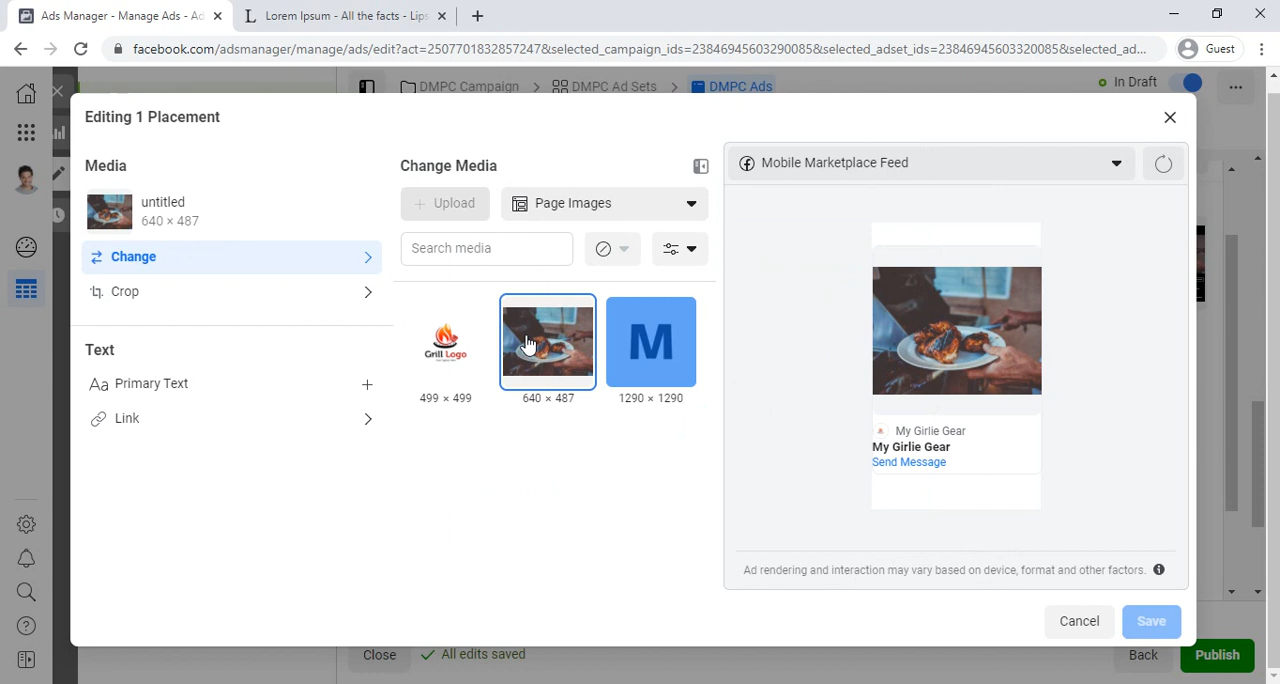 Ads Manager - Manage Ads - Ad
Lorem Ipsum - All the facts - Lips
facebook.com/adsmanager/manage/ads/edit?act=2507701832857247&selected_campaign_ids=23846945603290085&selected_adset_ids=23846945603320085&selected_ad...
Guest
DMPC Campaign
DMPC Ad Sets
DMPC Ads
In Draft
Editing 1 Placement
Media
untitled
640 × 487
Change
Crop
Text
Aa Primary Text
Link
Change Media
+ Upload
Page Images
Search media
Grill Logo
499 × 499
640 × 487
M
1290 × 1290
Mobile Marketplace Feed
My Girlie Gear
My Girlie Gear
Send Message
Ad rendering and interaction may vary based on device, format and other factors.
Cancel
Save
Close
All edits saved
Back
Publish